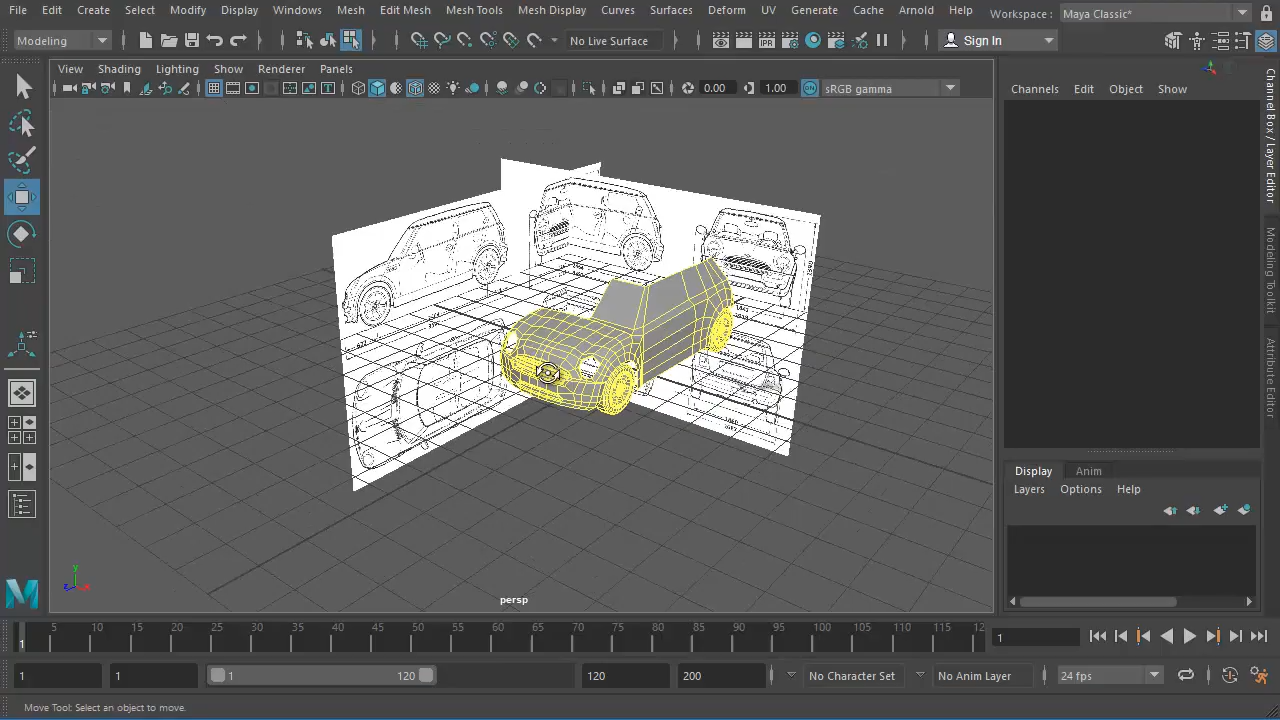 File Edit Create Select Modify Display Windows Mesh Edit Mesh Mesh Tools Mesh Display Curves Surfaces Deform UV Generate Cache Arnold Help Workspace : Maya Classic*
Modeling No Live Surface Sign In
View Shading Lighting Show Renderer Panels
0.00 1.00 ON sRGB gamma
Channels Edit Object Show
Channel Box / Layer Editor
Modeling Toolkit
Attribute Editor
Display Anim
Layers Options Help
y
z x
persp
5 10 15 20 25 30 35 40 45 50 55 60 65 70 75 80 85 90 95 100 105 110 115 12
1 1
1 1 1 120 120 200 No Character Set No Anim Layer 24 fps
Move Tool: Select an object to move.